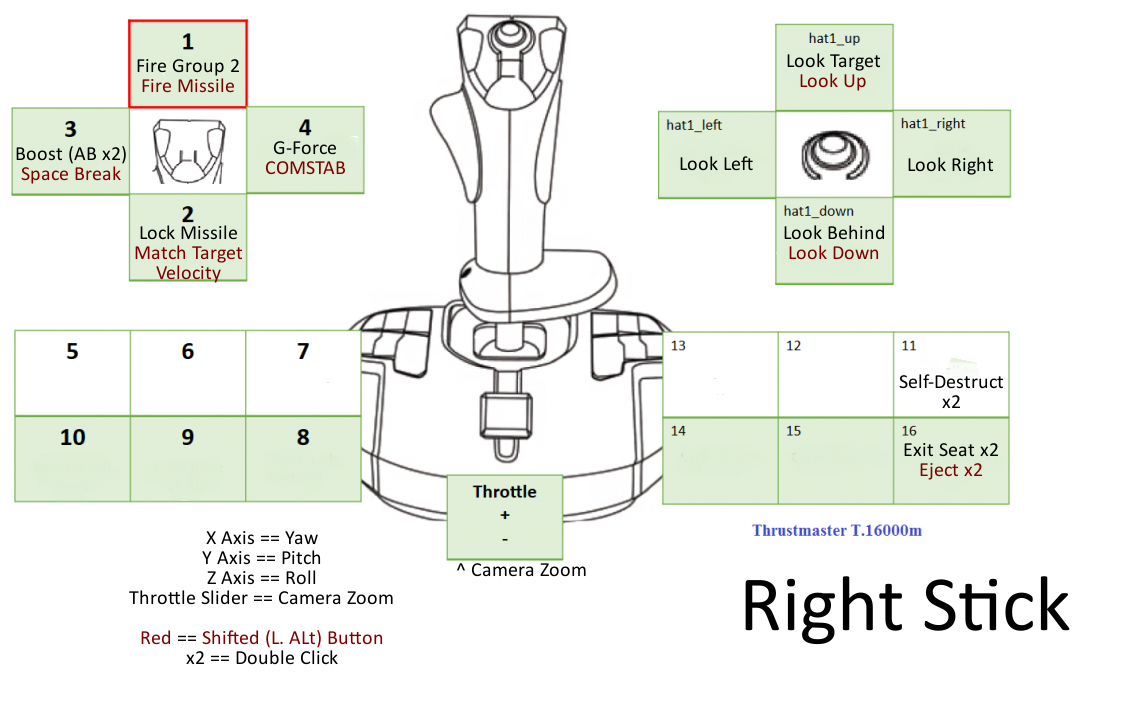 1
Fire Group 2
Fire Missile
3
Boost (AB x2)
Space Break
4
G-Force
COMSTAB
2
Lock Missile
Match Target
Velocity
hat1_up
Look Target
Look Up
hat1_left
Look Left
hat1_right
Look Right
hat1_down
Look Behind
Look Down
5
6
7
10
9
8
13
12
11
Self-Destruct
x2
14
15
16
Exit Seat x2
Eject x2
Throttle
+
-
^ Camera Zoom
X Axis == Yaw
Y Axis == Pitch
Z Axis == Roll
Throttle Slider == Camera Zoom
Red == Shifted (L. ALt) Button
x2 == Double Click
Thrustmaster T.16000m
Right Stick